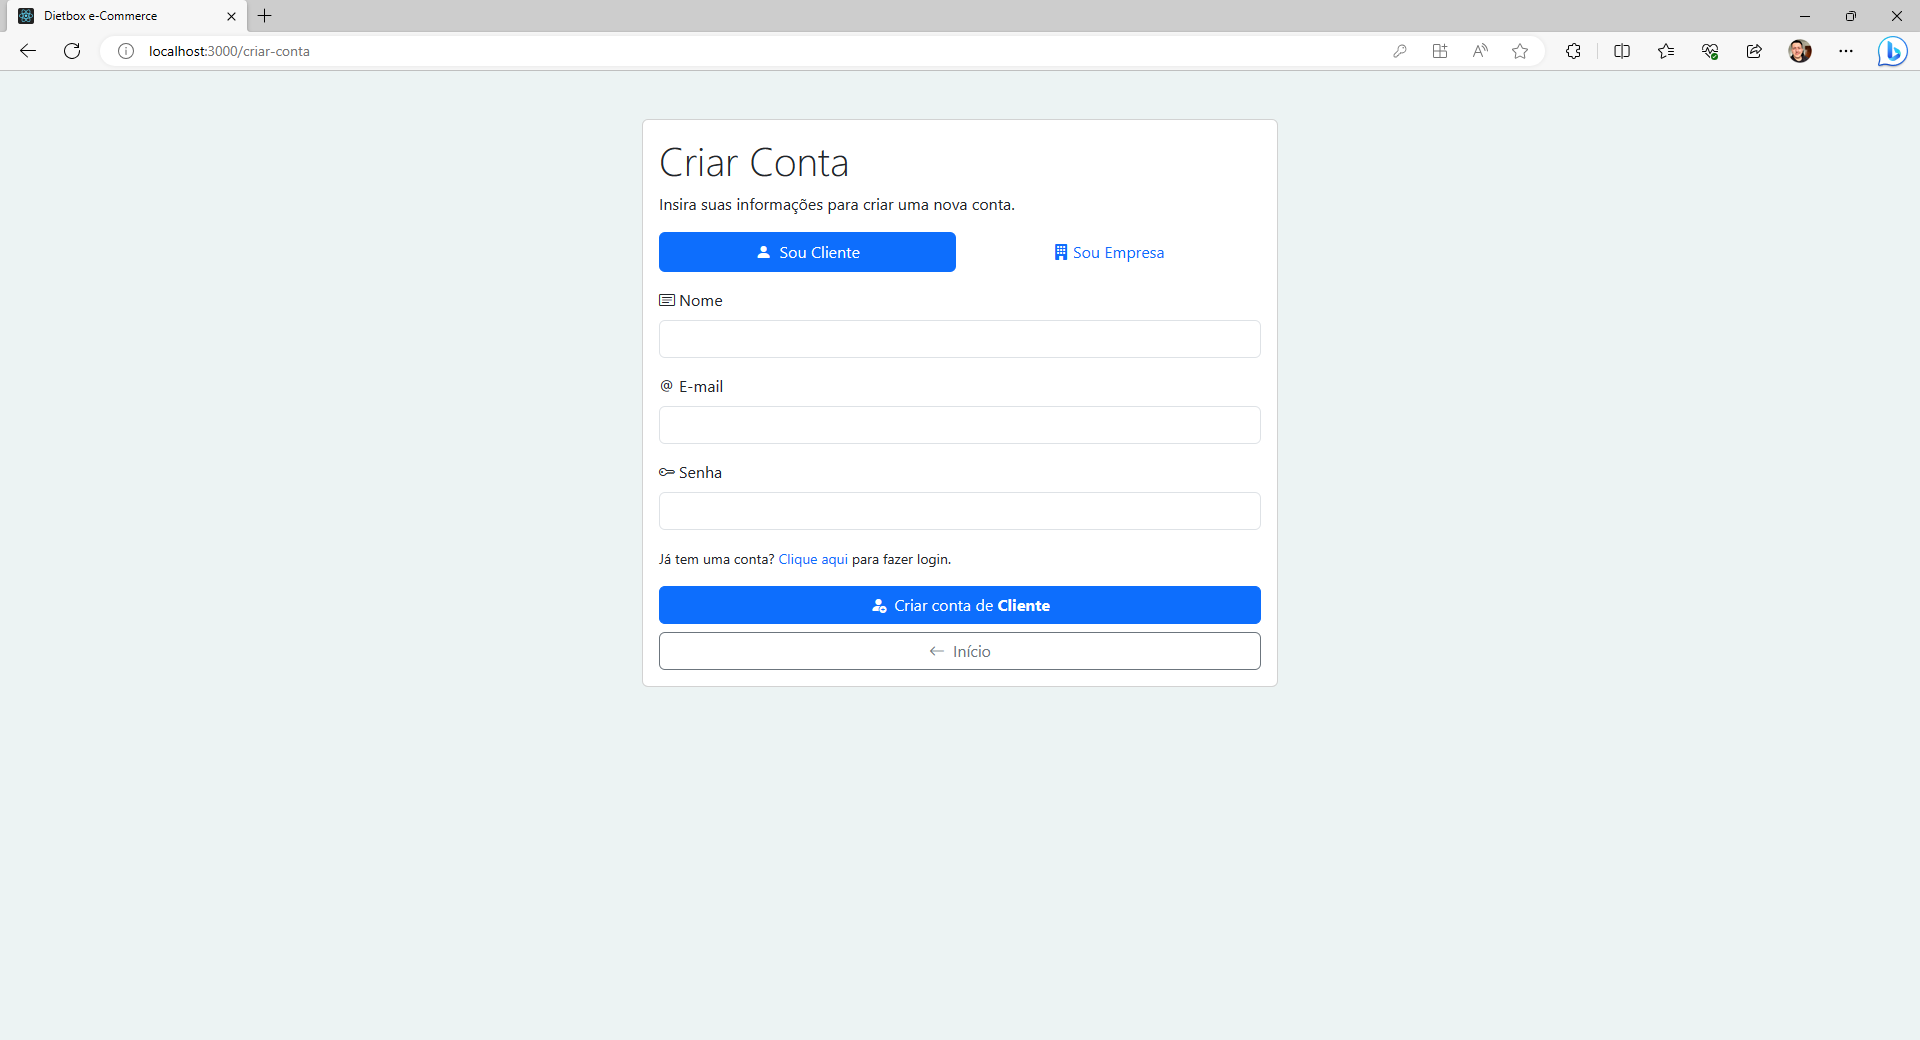 Dietbox e-Commerce
localhost:3000/criar-conta
Criar Conta
Insira suas informações para criar uma nova conta.
Sou Cliente
Sou Empresa
Nome
@ E-mail
Senha
Já tem uma conta? Clique aqui para fazer login.
Criar conta de Cliente
Início